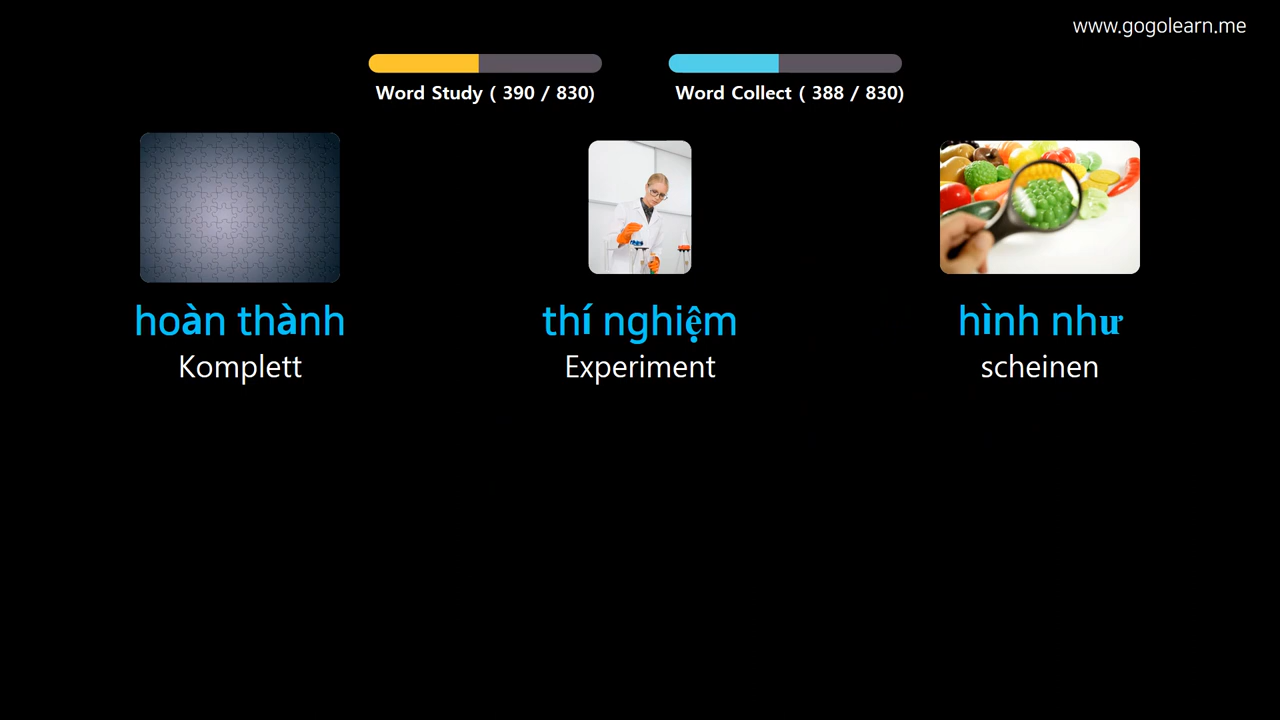 www.gogolearn.me
Word Study ( 390 / 830)
Word Collect ( 388 / 830)
hoàn thành
Komplett
thí nghiệm
Experiment
hình như
scheinen